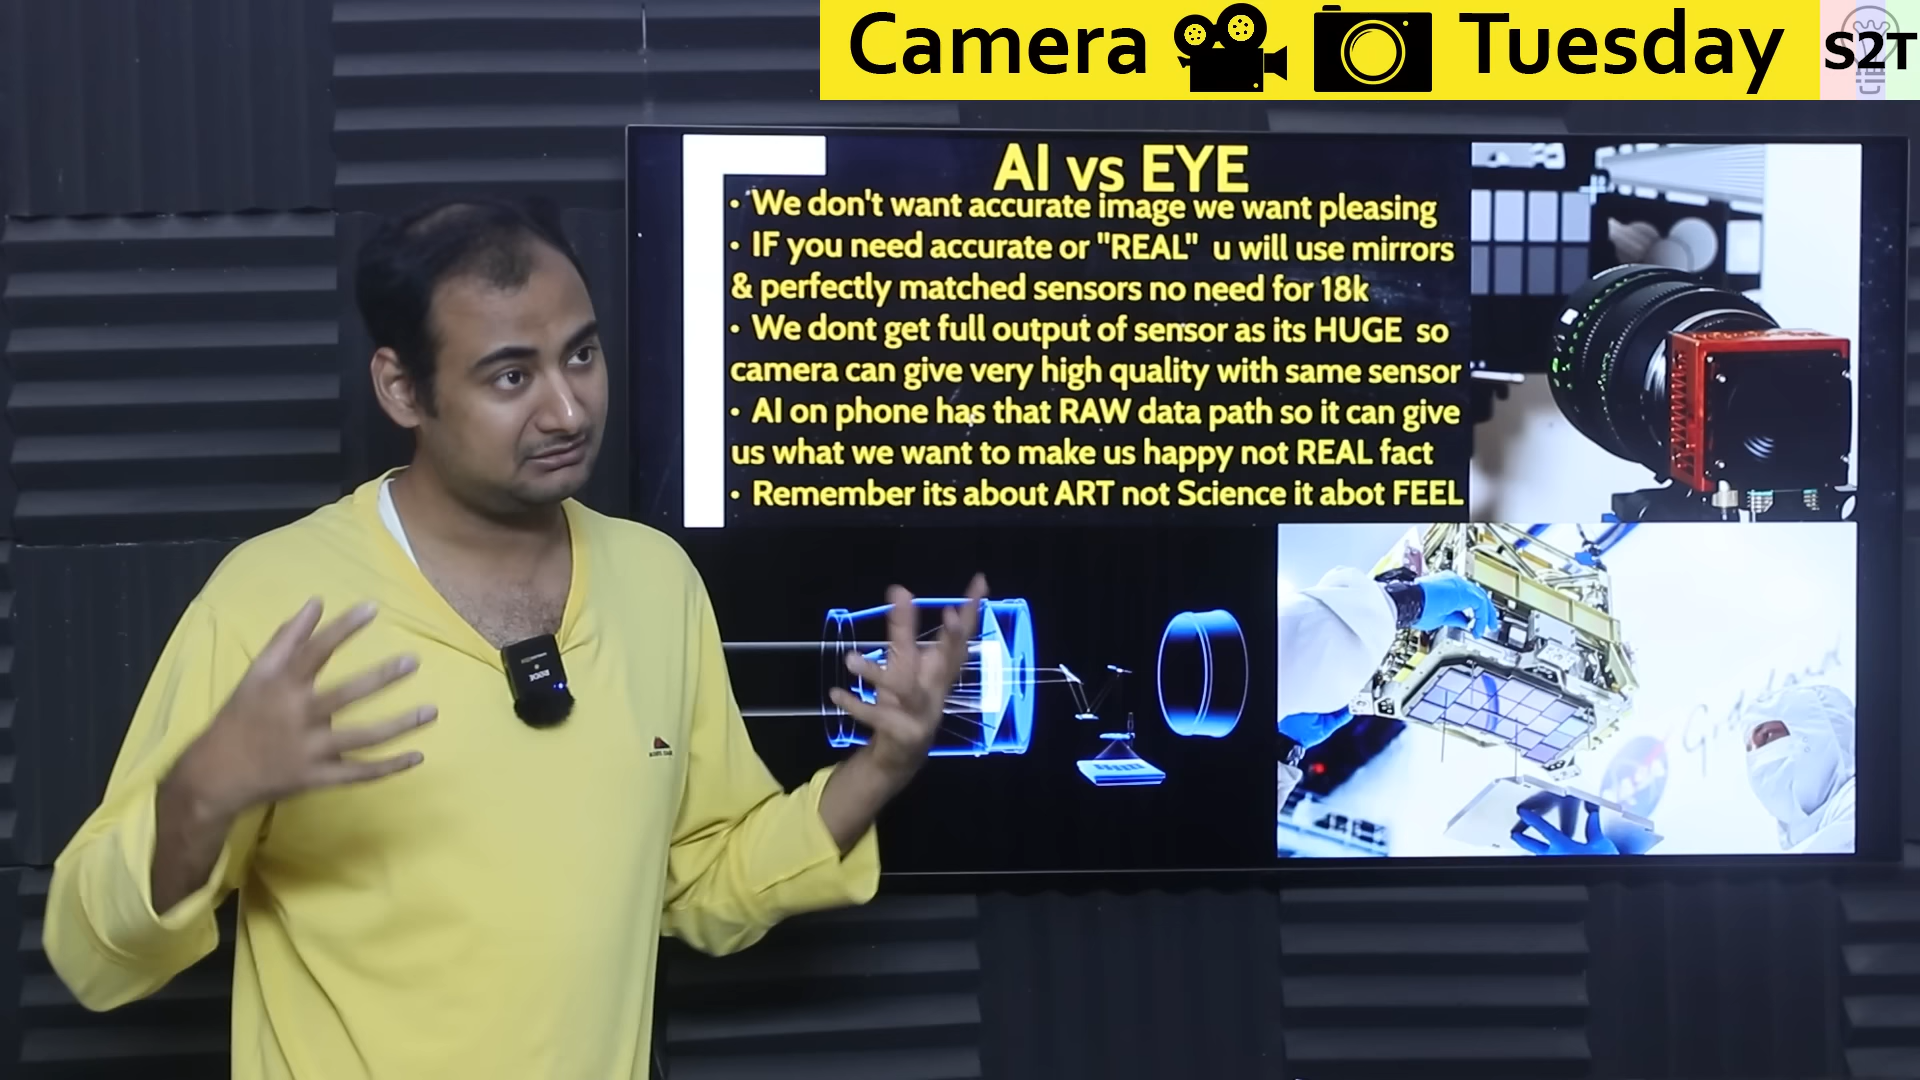 Camera Tuesday
S2T
AI vs EYE
• We don't want accurate image we want pleasing
• IF you need accurate or "REAL" u will use mirrors
& perfectly matched sensors no need for 18k
• We dont get full output of sensor as its HUGE so
camera can give very high quality with same sensor
• AI on phone has that RAW data path so it can give
us what we want to make us happy not REAL fact
• Remember its about ART not Science it abot FEEL
RODE
NASA
Goddard